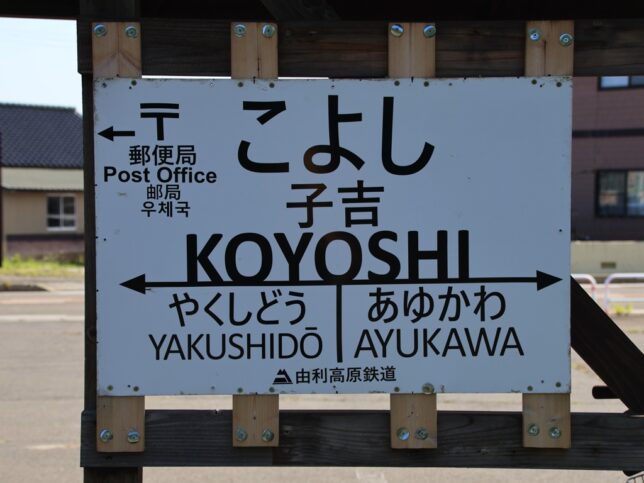 〒
郵便局
Post Office
邮局
우체국
こよし
子吉
KOYOSHI
やくしどう
YAKUSHIDŌ
あゆかわ
AYUKAWA
由利高原鉄道